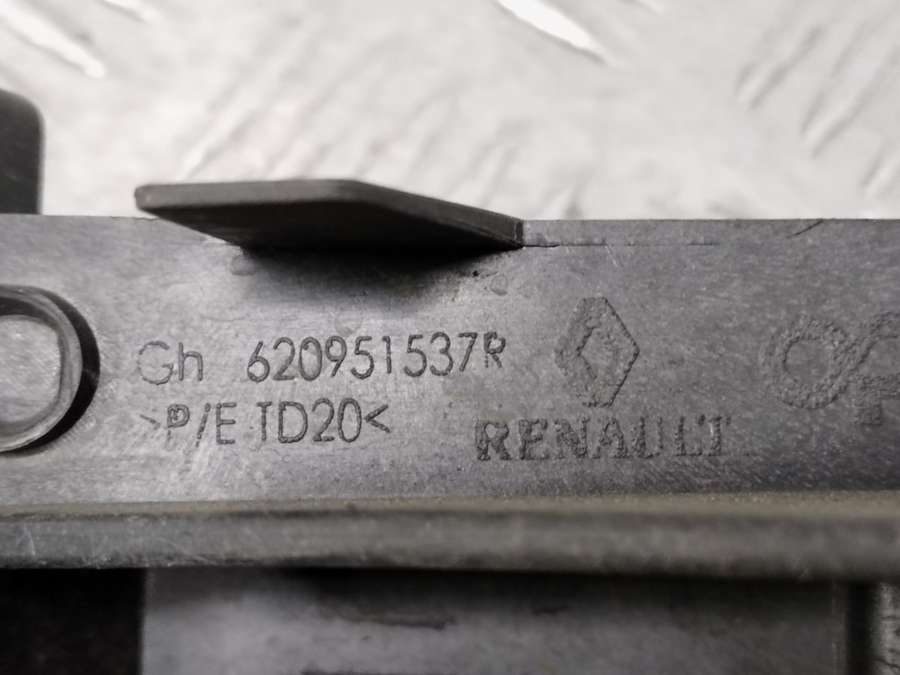 Gh 620951537R
>P/E TD20<
RENAULT